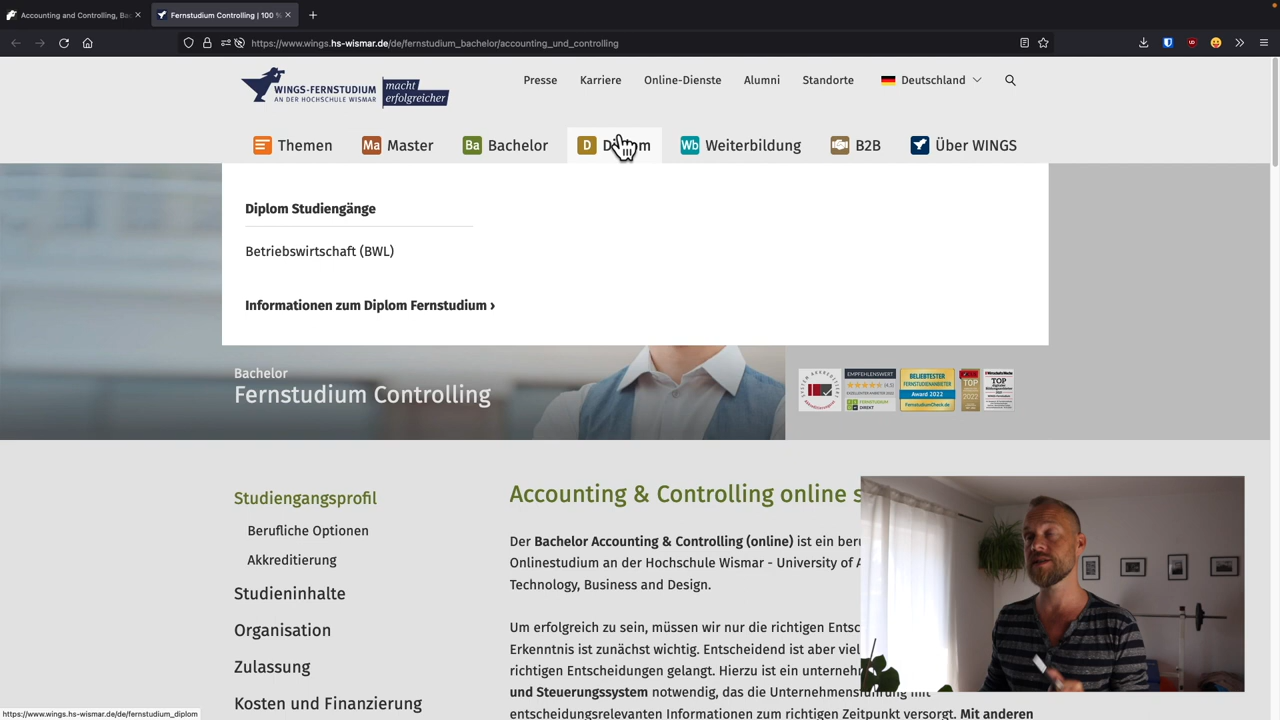 Accounting and Controlling, Ba
Fernstudium Controlling | 100 %
https://www.wings.hs-wismar.de/de/fernstudium_bachelor/accounting_und_controlling
WINGS-FERNSTUDIUM
AN DER HOCHSCHULE WISMAR
macht
erfolgreicher
Presse
Karriere
Online-Dienste
Alumni
Standorte
Deutschland
Themen
Ma Master
Ba Bachelor
D
Wb Weiterbildung
B2B
Über WINGS
Diplom Studiengänge
Betriebswirtschaft (BWL)
Informationen zum Diplom Fernstudium ›
Bachelor
Fernstudium Controlling
EMPFEHLENSWERT
BELIEBTESTER
FERNSTUDIENANBIETER
Award 2022
FernstudiumCheck.de
TOP
2022
TOP
Studiengangsprofil
Berufliche Optionen
Akkreditierung
Studieninhalte
Organisation
Zulassung
Kosten und Finanzierung
Accounting & Controlling online s
Der Bachelor Accounting & Controlling (online) ist ein beru
Onlinestudium an der Hochschule Wismar - University of A
Technology, Business and Design.
Um erfolgreich zu sein, müssen wir nur die richtigen Entsc
Erkenntnis ist zunächst wichtig. Entscheidend ist aber viel
richtigen Entscheidungen gelangt. Hierzu ist ein unterneh
und Steuerungssystem notwendig, das die Unternehmensführung mit
entscheidungsrelevanten Informationen zum richtigen Zeitpunkt versorgt. Mit anderen
https://www.wings.hs-wismar.de/de/fernstudium_diplom